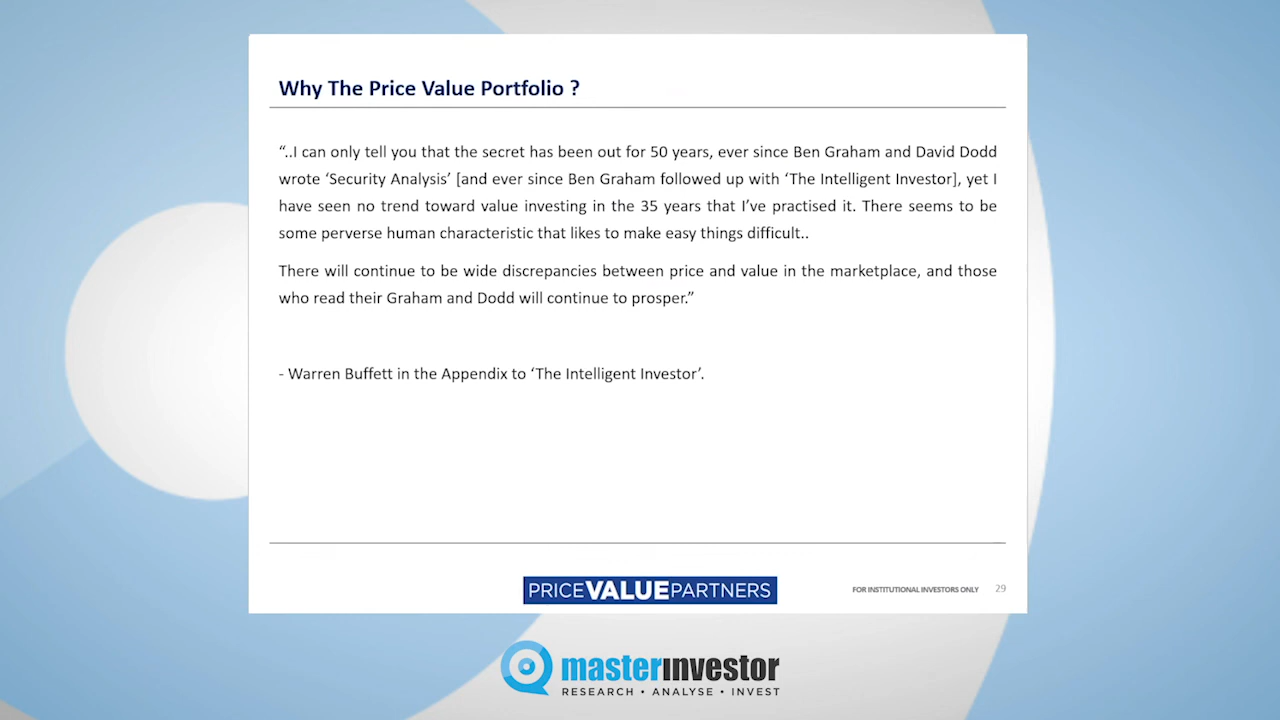 Why The Price Value Portfolio ?
“..I can only tell you that the secret has been out for 50 years, ever since Ben Graham and David Dodd
wrote ‘Security Analysis’ [and ever since Ben Graham followed up with ‘The Intelligent Investor], yet I
have seen no trend toward value investing in the 35 years that I’ve practised it. There seems to be
some perverse human characteristic that likes to make easy things difficult..
There will continue to be wide discrepancies between price and value in the marketplace, and those
who read their Graham and Dodd will continue to prosper.”
- Warren Buffett in the Appendix to ‘The Intelligent Investor’.
PRICEVALUEPARTNERS
FOR INSTITUTIONAL INVESTORS ONLY 29
masterinvestor
RESEARCH • ANALYSE • INVEST